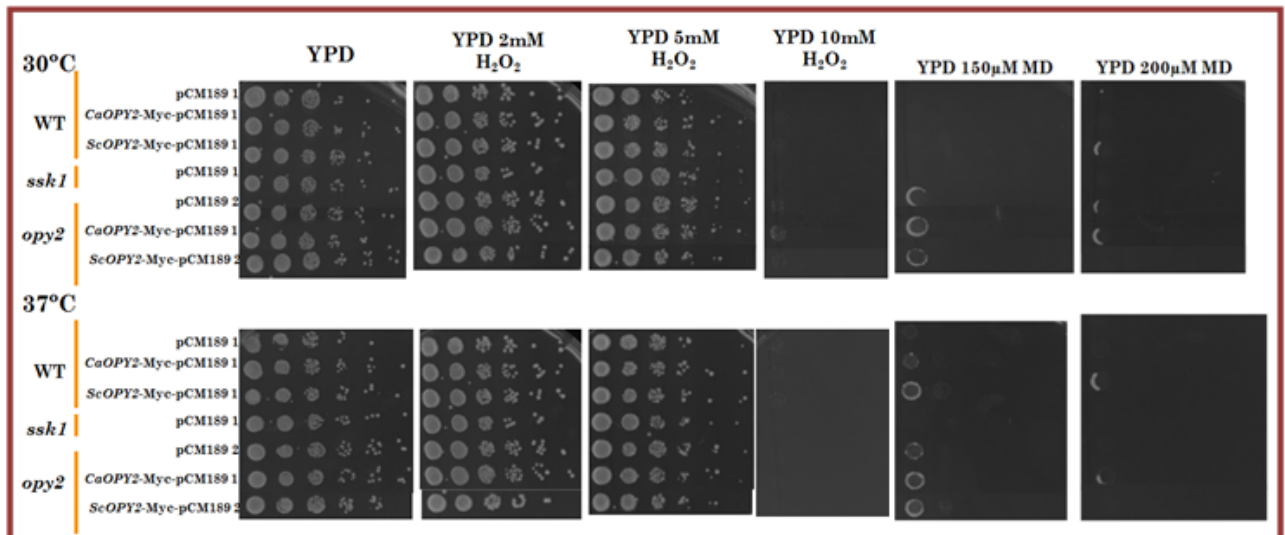 YPD
YPD 2mM
H₂O₂
YPD 5mM
H₂O₂
YPD 10mM
H₂O₂
YPD 150µM MD
YPD 200µM MD
30°C
WT
pCM189 1
CaOPY2-Myc-pCM189 1
ScOPY2-Myc-pCM189 1
ssk1
pCM189 1
opy2
pCM189 2
CaOPY2-Myc-pCM189 1
ScOPY2-Myc-pCM189 2
37°C
WT
pCM189 1
CaOPY2-Myc-pCM189 1
ScOPY2-Myc-pCM189 1
ssk1
pCM189 1
opy2
pCM189 2
CaOPY2-Myc-pCM189 1
ScOPY2-Myc-pCM189 2